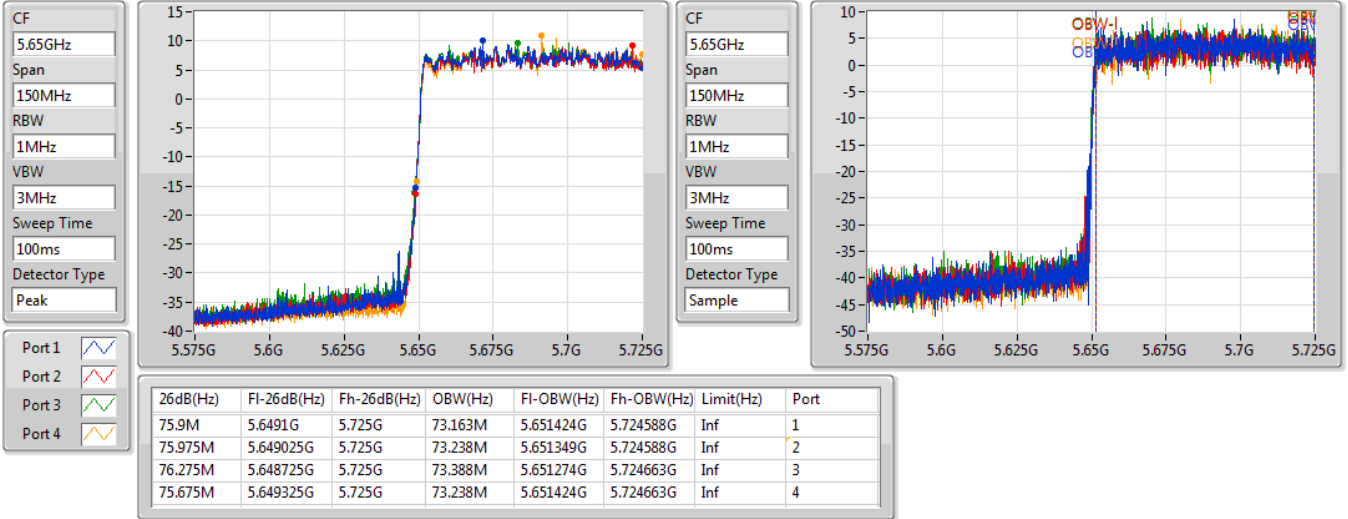 CF
5.65GHz
Span
150MHz
RBW
1MHz
VBW
3MHz
Sweep Time
100ms
Detector Type
Peak
15
10
5
0
-5
-10
-15
-20
-25
-30
-35
-40
5.575G 5.6G 5.625G 5.65G 5.675G 5.7G 5.725G
CF
5.65GHz
Span
150MHz
RBW
1MHz
VBW
3MHz
Sweep Time
100ms
Detector Type
Sample
10
5
0
-5
-10
-15
-20
-25
-30
-35
-40
-45
-50
OBW-l
5.575G 5.6G 5.625G 5.65G 5.675G 5.7G 5.725G
Port 1
Port 2
Port 3
Port 4
26dB(Hz) Fl-26dB(Hz) Fh-26dB(Hz) OBW(Hz) Fl-OBW(Hz) Fh-OBW(Hz) Limit(Hz) Port
75.9M 5.6491G 5.725G 73.163M 5.651424G 5.724588G Inf 1
75.975M 5.649025G 5.725G 73.238M 5.651349G 5.724588G Inf 2
76.275M 5.648725G 5.725G 73.388M 5.651274G 5.724663G Inf 3
75.675M 5.649325G 5.725G 73.238M 5.651424G 5.724663G Inf 4